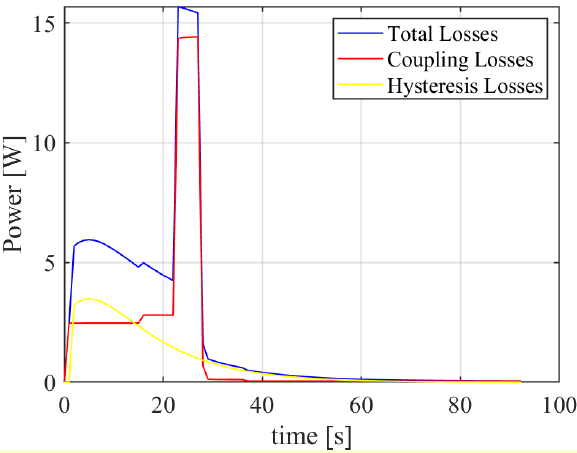 15
10
5
0
Power [W]
Total Losses
Coupling Losses
Hysteresis Losses
0 20 40 60 80 100
time [s]